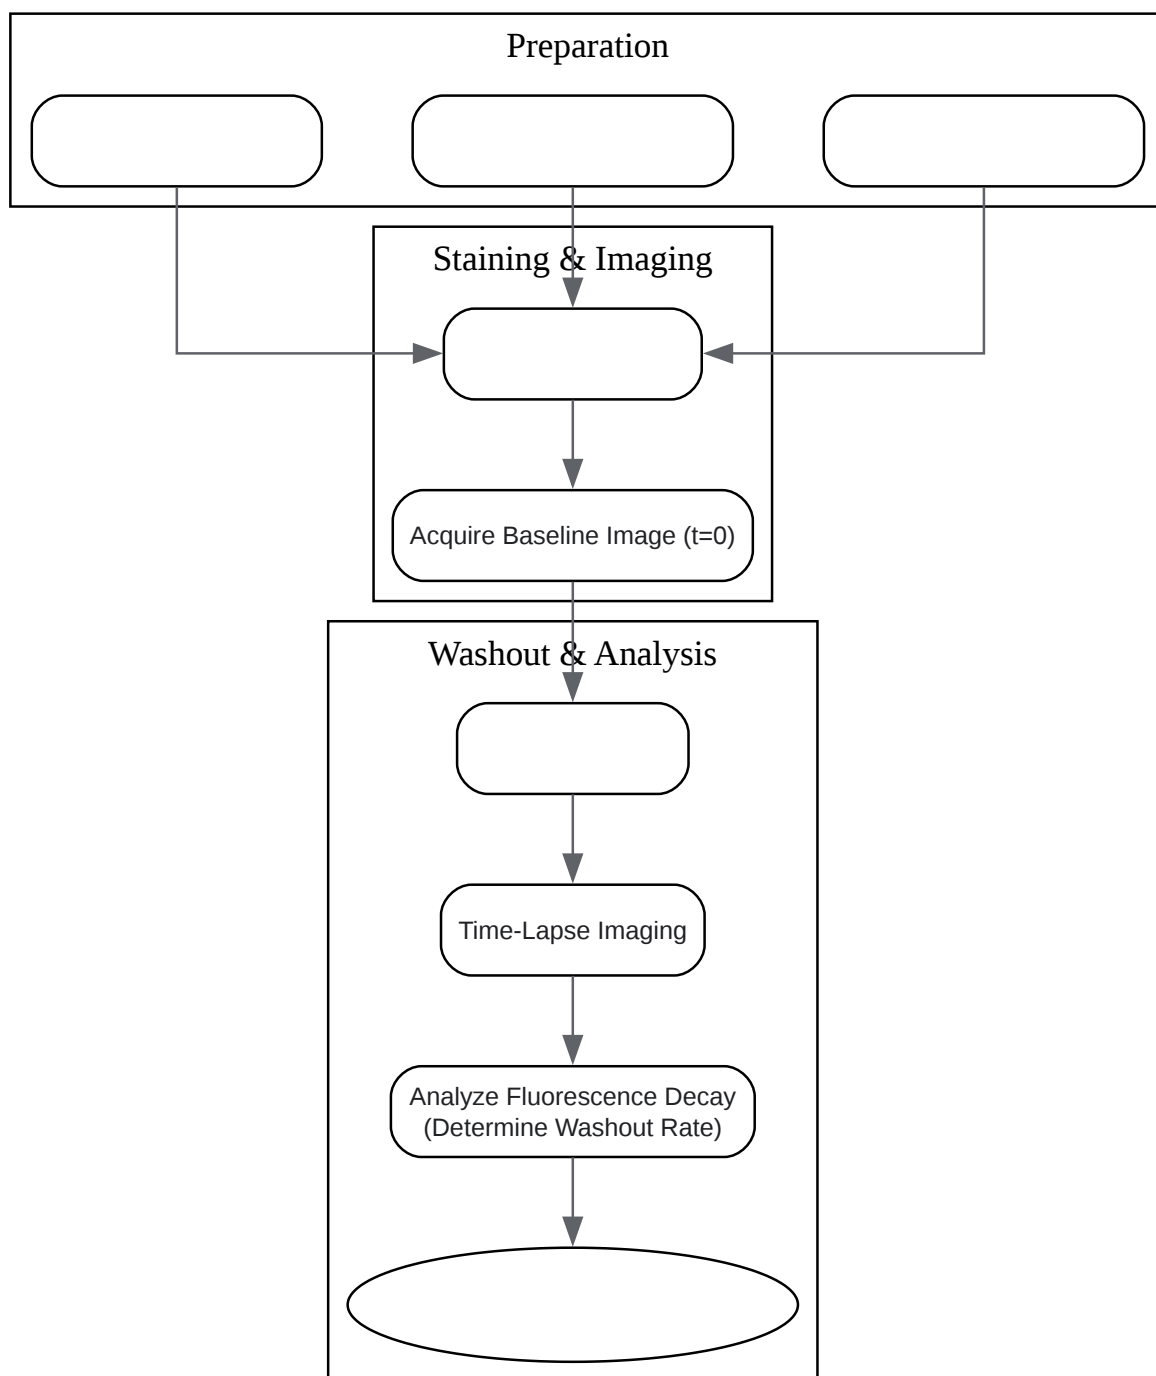 Preparation
Staining & Imaging
Acquire Baseline Image (t=0)
Washout & Analysis
Time-Lapse Imaging
Analyze Fluorescence Decay
(Determine Washout Rate)